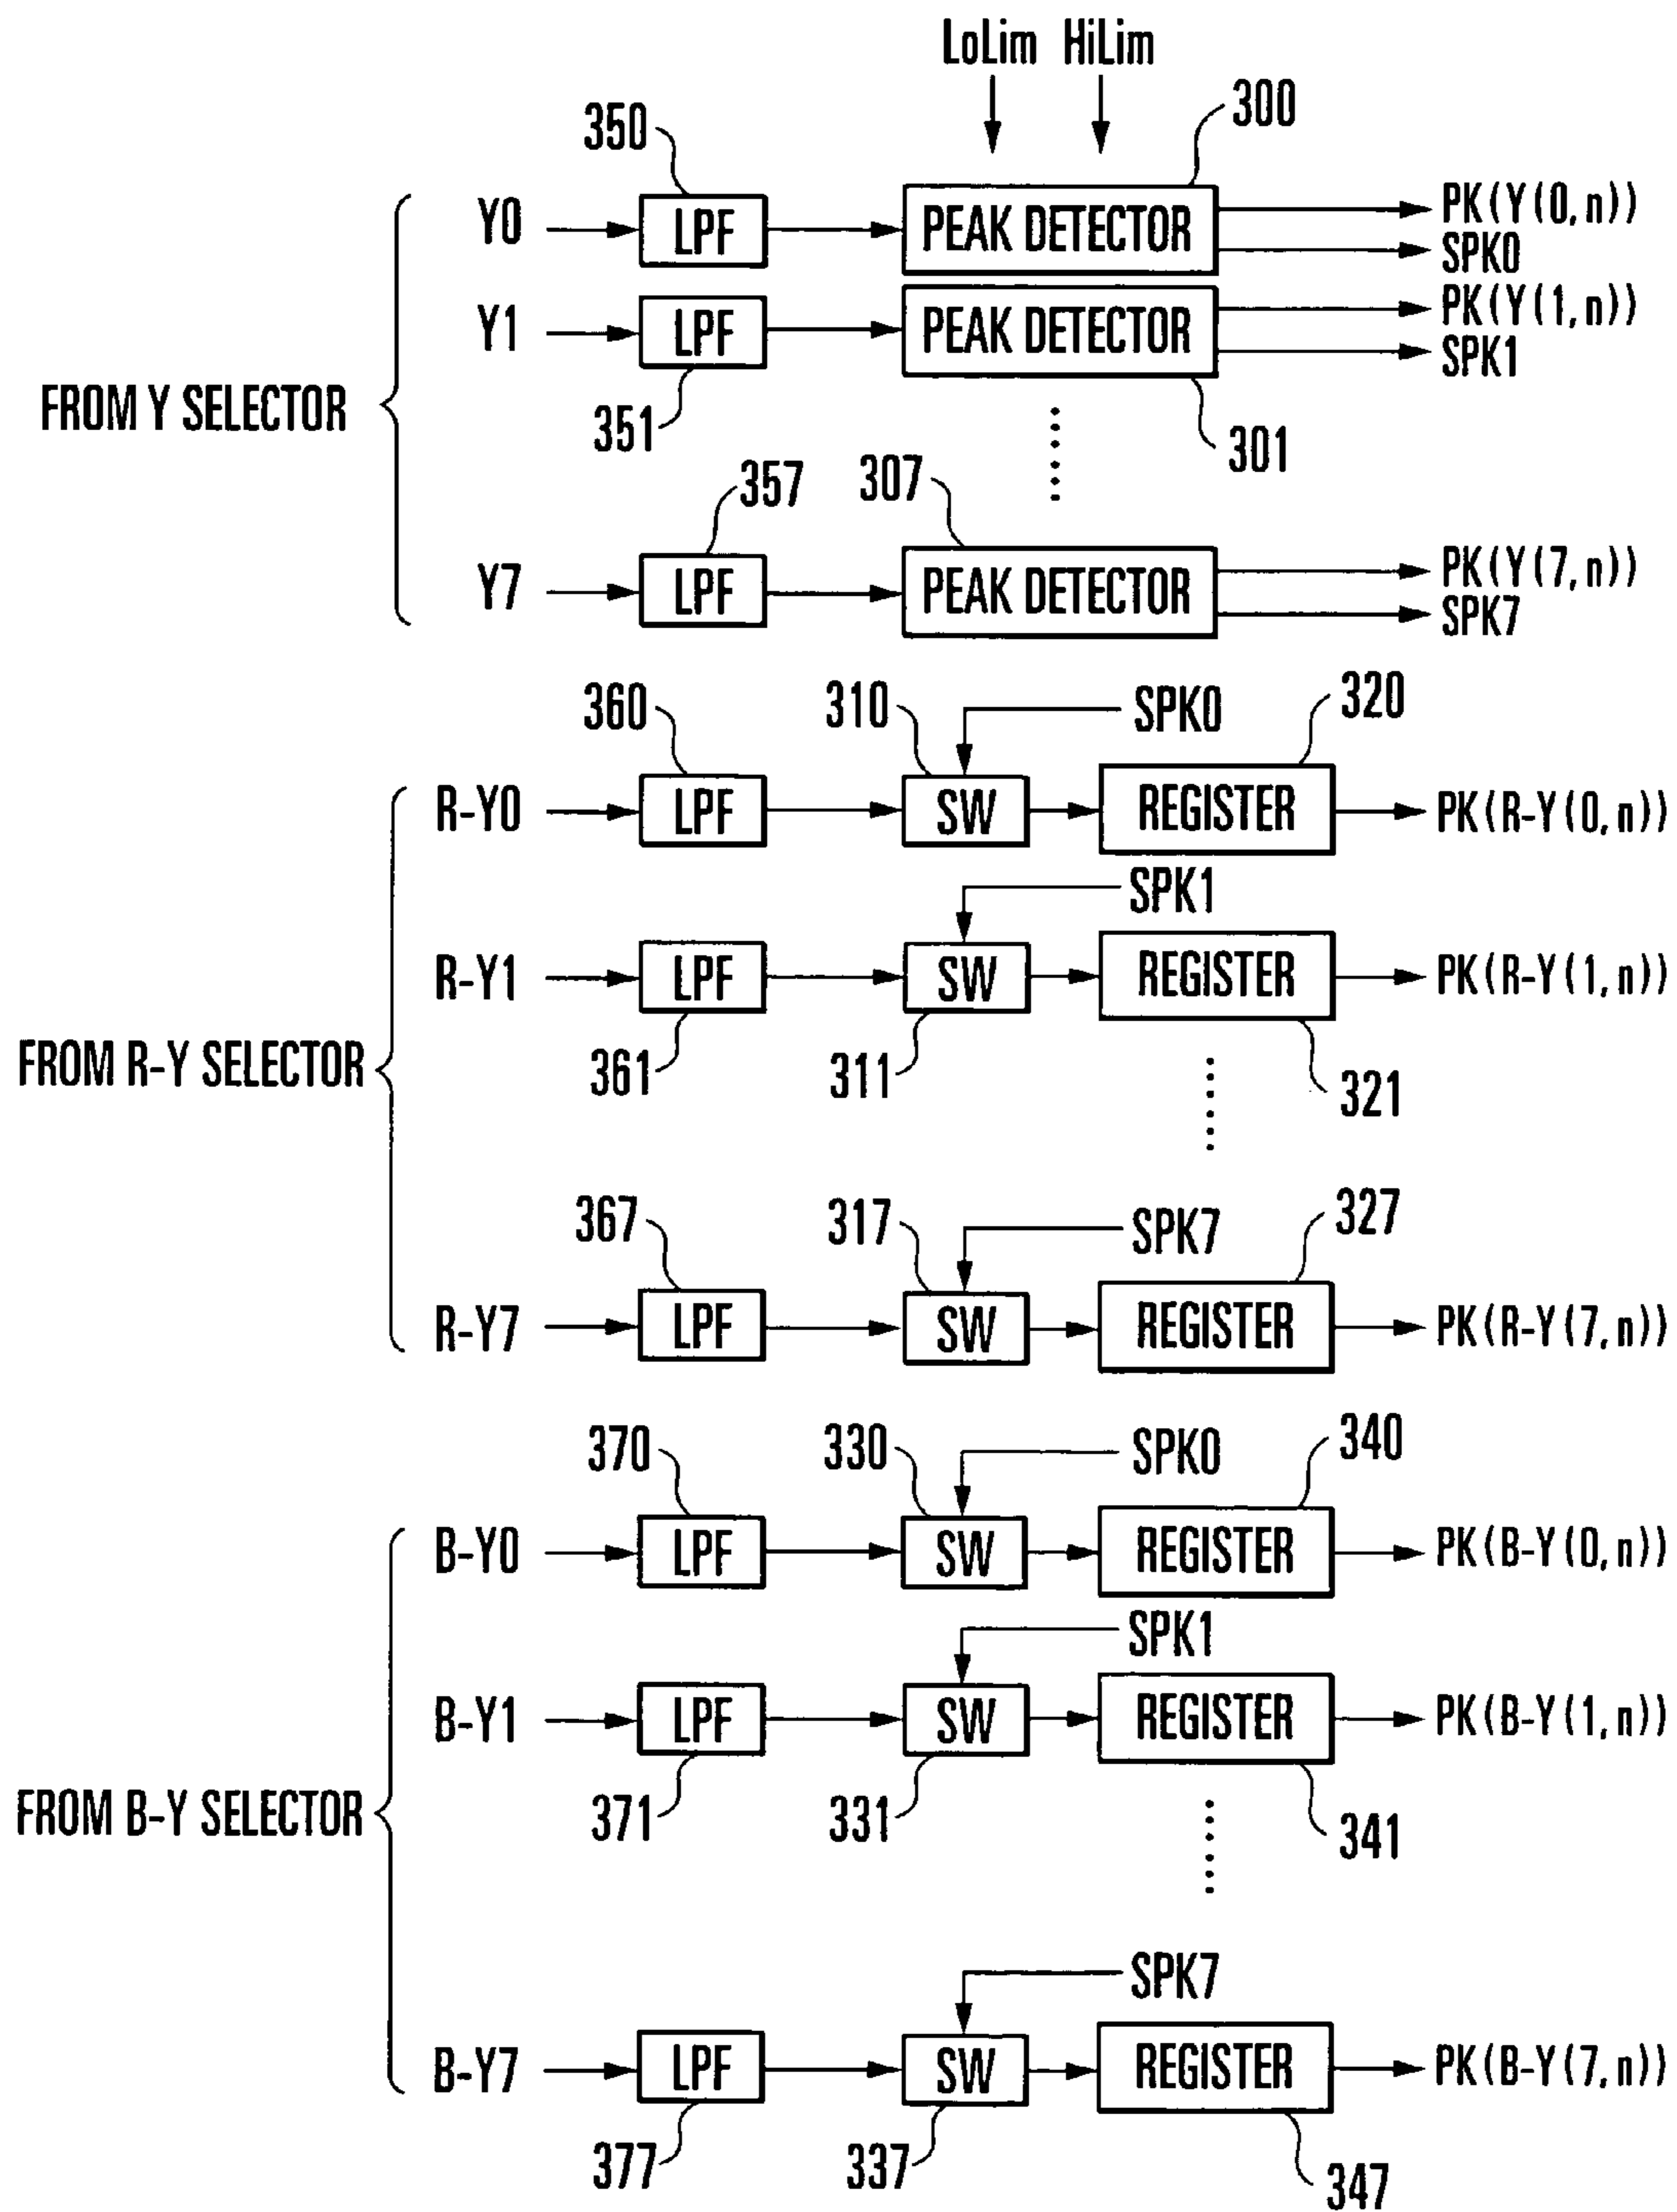 LoLim HiLim
350
300
Y0
LPF
PEAK DETECTOR
PK(Y(0,n))
SPK0
Y1
LPF
PEAK DETECTOR
PK(Y(1,n))
SPK1
FROM Y SELECTOR
351
301
357
307
Y7
LPF
PEAK DETECTOR
PK(Y(7,n))
SPK7
360
310
SPK0
320
R-Y0
LPF
SW
REGISTER
PK(R-Y(0,n))
SPK1
R-Y1
LPF
SW
REGISTER
PK(R-Y(1,n))
FROM R-Y SELECTOR
361
311
321
367
317
SPK7
327
R-Y7
LPF
SW
REGISTER
PK(R-Y(7,n))
370
330
SPK0
340
B-Y0
LPF
SW
REGISTER
PK(B-Y(0,n))
SPK1
B-Y1
LPF
SW
REGISTER
PK(B-Y(1,n))
FROM B-Y SELECTOR
371
331
341
SPK7
B-Y7
LPF
SW
REGISTER
PK(B-Y(7,n))
377
337
347